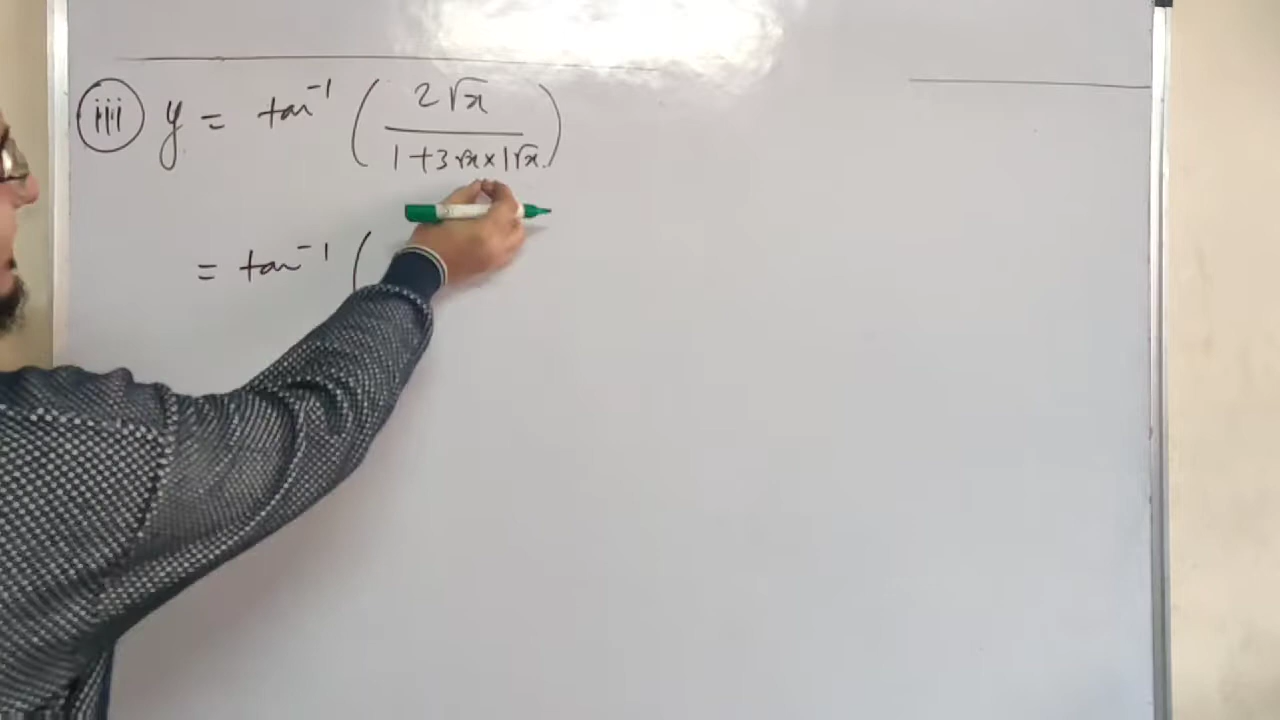 iii y = tan⁻¹ ( 2√x / 1+3√x×1√x )
= tan⁻¹ (